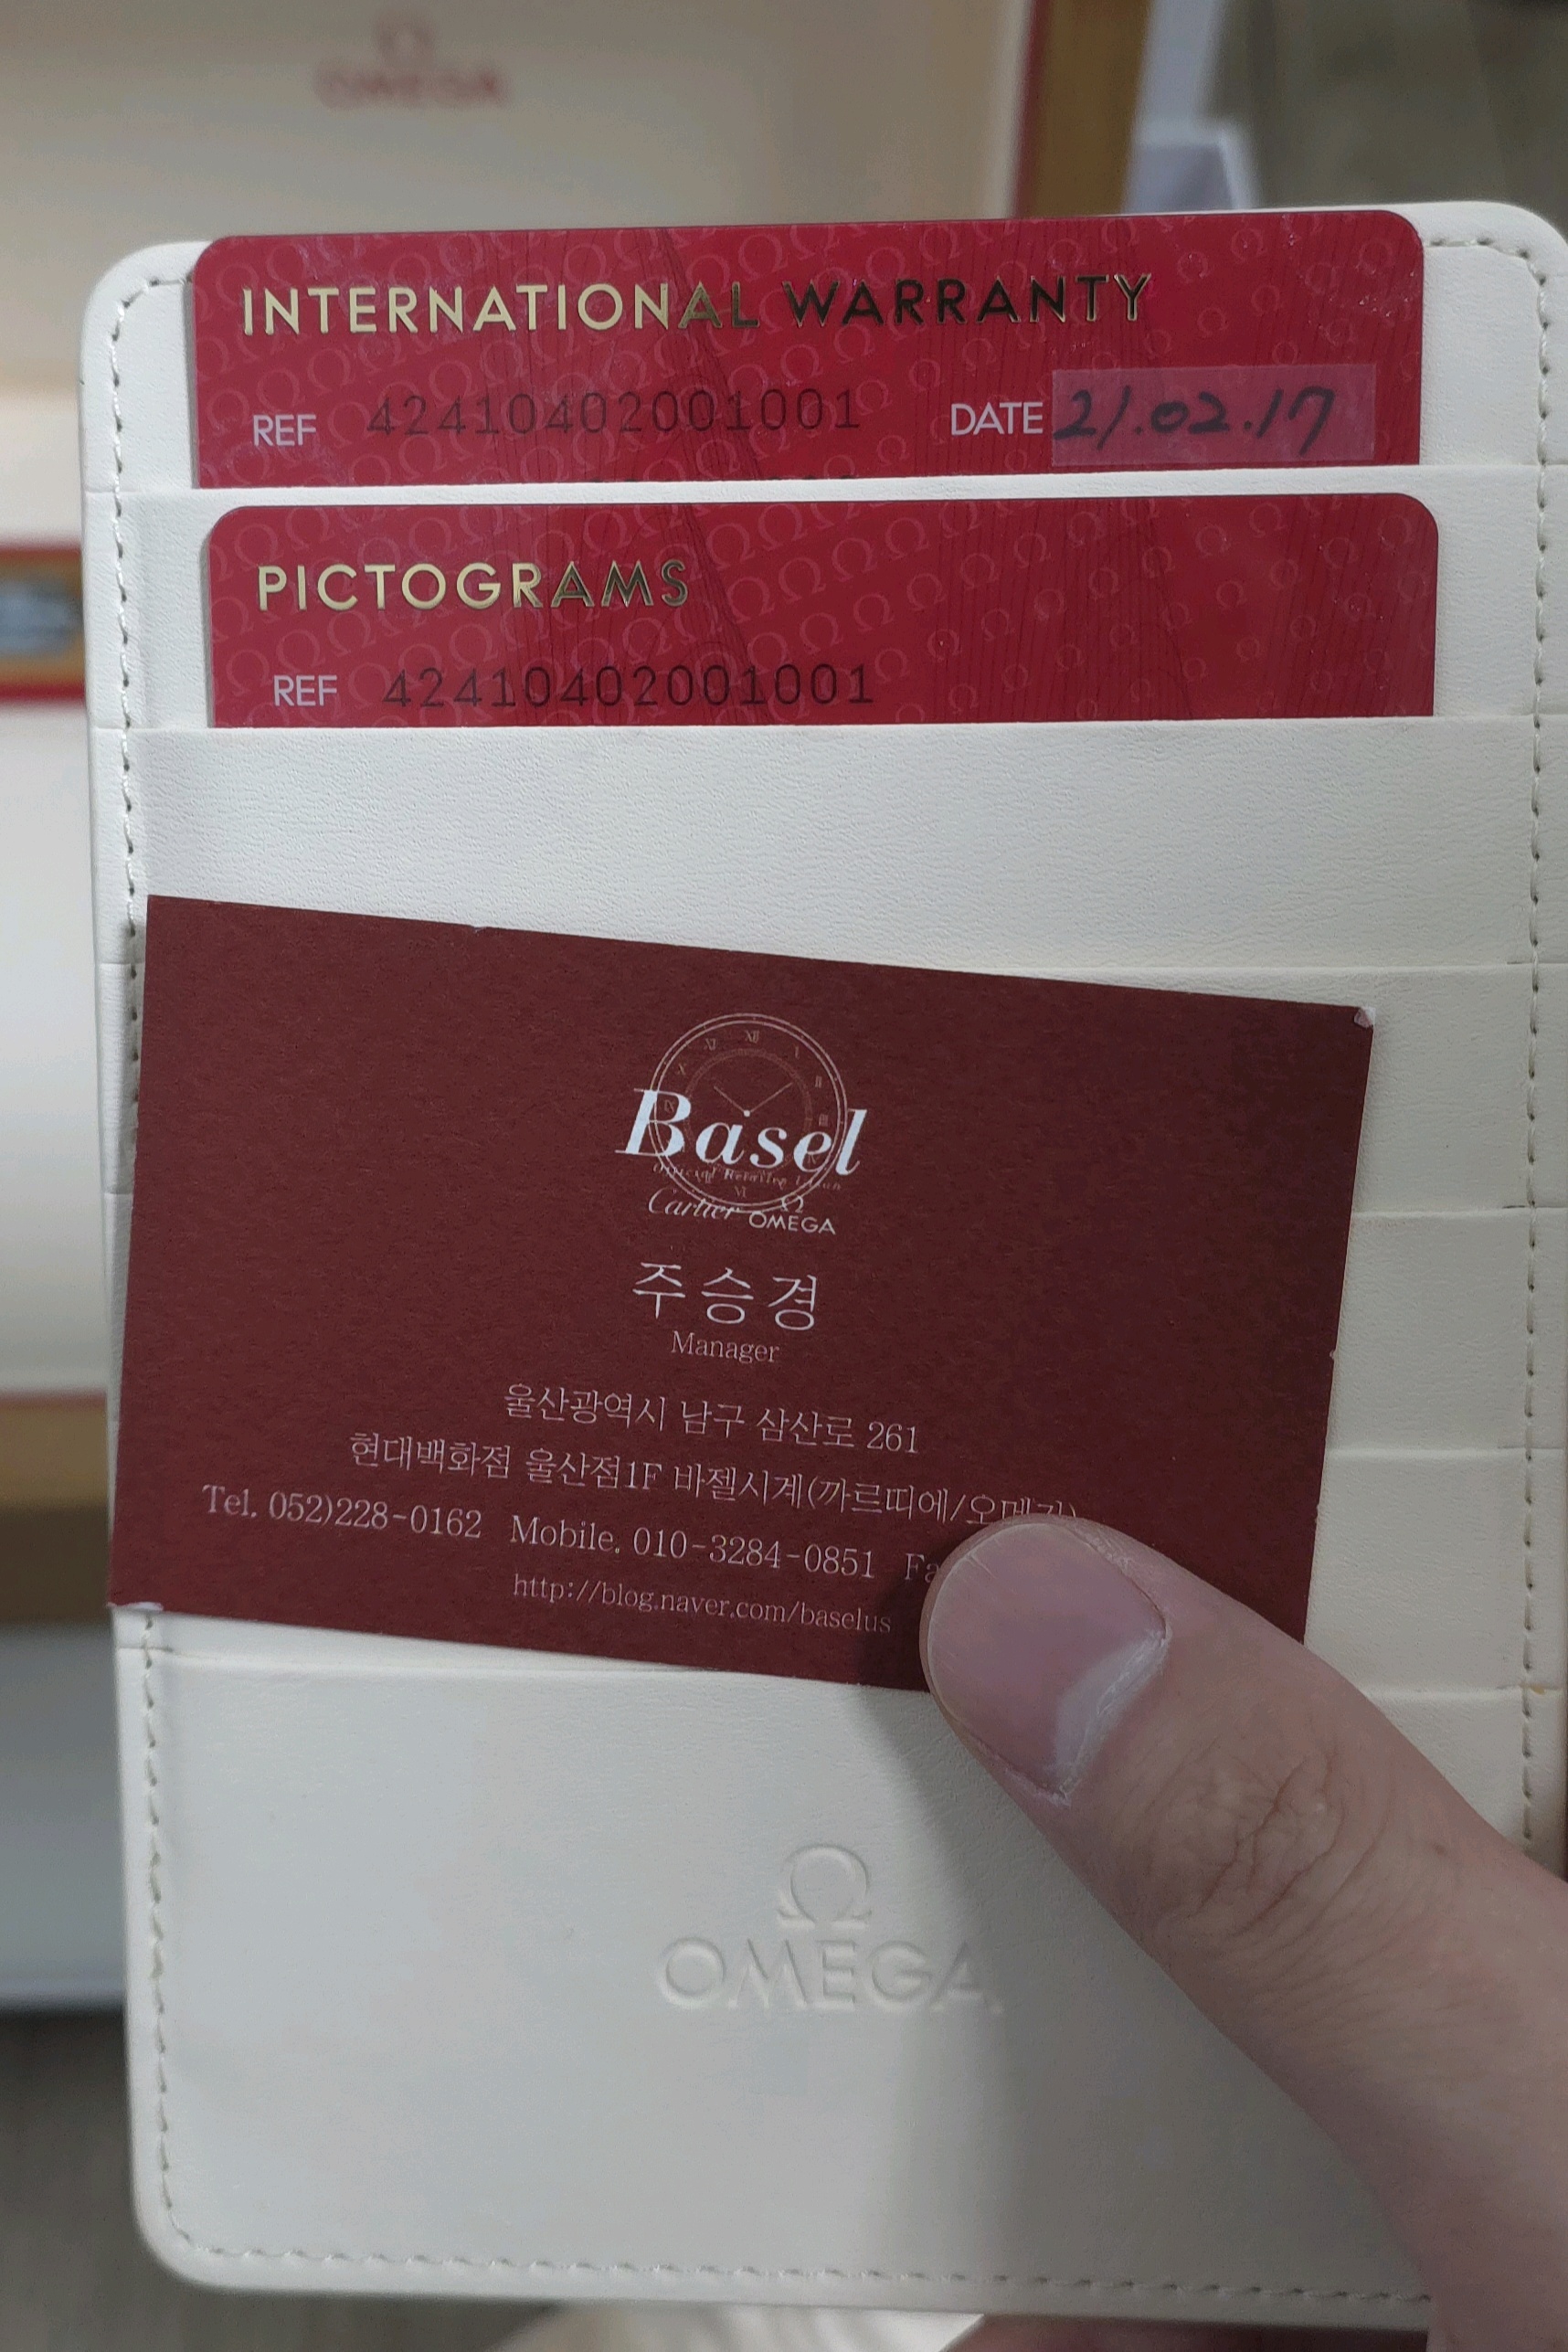 OMEGA
INTERNATIONAL WARRANTY
REF 42410402001001 DATE 21.02.17
PICTOGRAMS
REF 42410402001001
Basel
Cartier OMEGA
주승경
Manager
울산광역시 남구 삼산로 261
현대백화점 울산점1F 바젤시계(까르띠에/오메가)
Tel. 052)228-0162 Mobile. 010-3284-0851
http://blog.naver.com/baselus
OMEGA